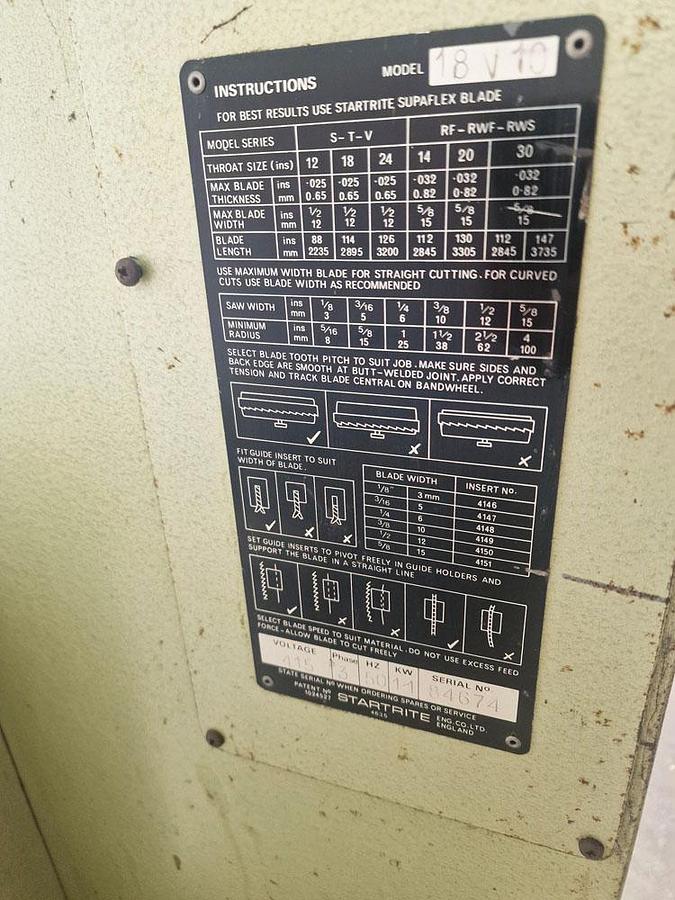 INSTRUCTIONS
MODEL 18 V 10
FOR BEST RESULTS USE STARTRITE SUPAFLEX BLADE
MODEL SERIES S-T-V RF-RWF-RWS
THROAT SIZE (ins) 12 18 24 14 20 30
MAX BLADE THICKNESS ins ·025 ·025 ·025 ·032 ·032 ·032
mm 0.65 0.65 0.65 0.82 0·82 0·82
MAX BLADE WIDTH ins 1/2 1/2 1/2 5/8 5/8 5/8
mm 12 12 12 15 15 15
BLADE LENGTH ins 88 114 126 112 130 112 147
mm 2235 2895 3200 2845 3305 2845 3735
USE MAXIMUM WIDTH BLADE FOR STRAIGHT CUTTING. FOR CURVED
CUTS USE BLADE WIDTH AS RECOMMENDED
SAW WIDTH ins 1/8 3/16 1/4 3/8 1/2 5/8
mm 3 5 6 10 12 15
MINIMUM RADIUS ins 5/16 5/8 1 1 1/2 2 1/2 4
mm 8 15 25 38 62 100
SELECT BLADE TOOTH PITCH TO SUIT JOB. MAKE SURE SIDES AND
BACK EDGE ARE SMOOTH AT BUTT-WELDED JOINT. APPLY CORRECT
TENSION AND TRACK BLADE CENTRAL ON BANDWHEEL.
FIT GUIDE INSERT TO SUIT
WIDTH OF BLADE.
BLADE WIDTH INSERT Nº.
1/8" 3mm 4146
3/16 5 4147
1/4 6 4148
3/8 10 4149
1/2 12 4150
5/8 15 4151
SET GUIDE INSERTS TO PIVOT FREELY IN GUIDE HOLDERS AND
SUPPORT THE BLADE IN A STRAIGHT LINE
SELECT BLADE SPEED TO SUIT MATERIAL. DO NOT USE EXCESS FEED
FORCE-ALLOW BLADE TO CUT FREELY
VOLTAGE Phase HZ KW SERIAL Nº
415 3 50 84674
STATE SERIAL Nº WHEN ORDERING SPARES OR SERVICE
PATENT Nº
1024527
STARTRITE ENG.CO.LTD.
ENGLAND
4635